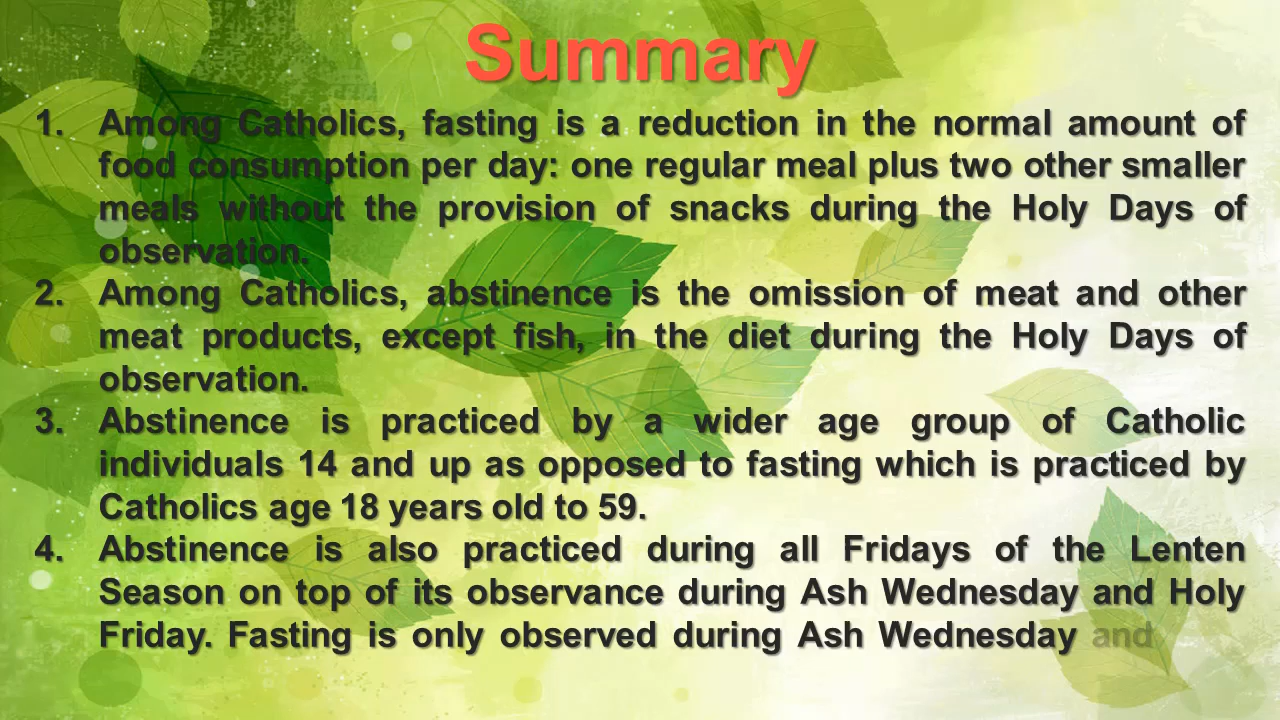 Summary
1. Among Catholics, fasting is a reduction in the normal amount of
food consumption per day: one regular meal plus two other smaller
meals without the provision of snacks during the Holy Days of
observation.
2. Among Catholics, abstinence is the omission of meat and other
meat products, except fish, in the diet during the Holy Days of
observation.
3. Abstinence is practiced by a wider age group of Catholic
individuals 14 and up as opposed to fasting which is practiced by
Catholics age 18 years old to 59.
4. Abstinence is also practiced during all Fridays of the Lenten
Season on top of its observance during Ash Wednesday and Holy
Friday. Fasting is only observed during Ash Wednesday and